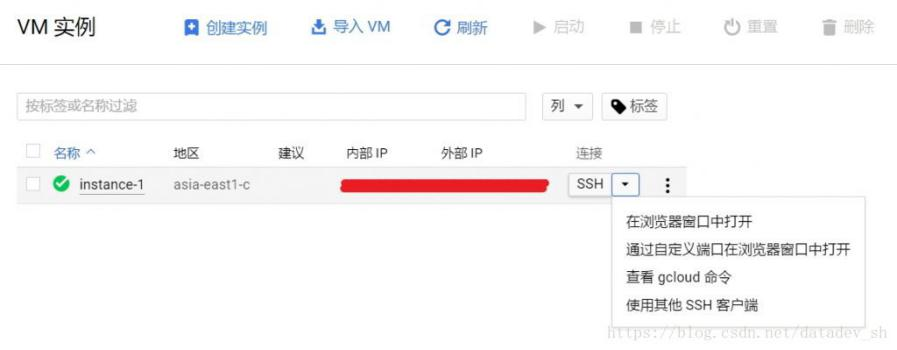 VM 实例 创建实例 导入 VM 刷新 启动 停止 重置 删除
按标签或名称过滤 列 标签
名称 地区 建议 内部 IP 外部 IP 连接
instance-1 asia-east1-c SSH
在浏览器窗口中打开
通过自定义端口在浏览器窗口中打开
查看 gcloud 命令
使用其他 SSH 客户端
https://blog.csdn.net/datadev_sh